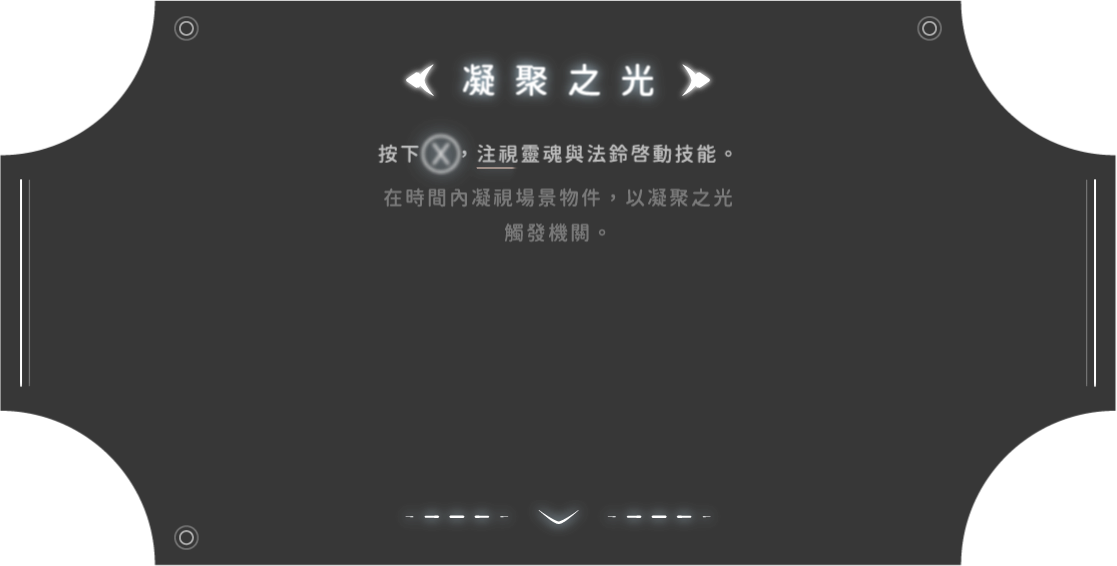 凝聚之光
按下Ⓧ，注視靈魂與法鈴啓動技能。
在時間內凝視場景物件，以凝聚之光
觸發機關。